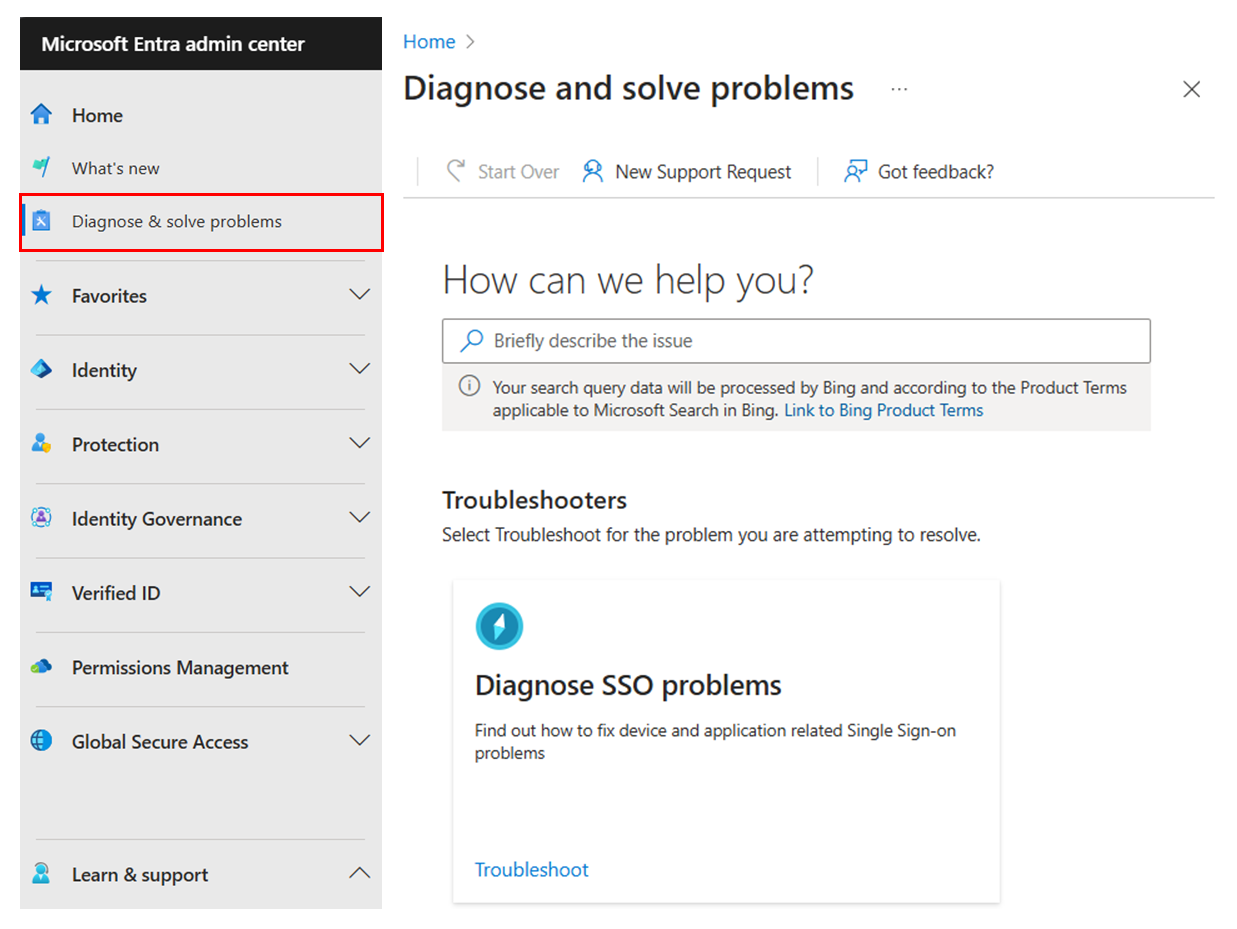 Microsoft Entra admin center
Home
What's new
Diagnose & solve problems
Favorites
Identity
Protection
Identity Governance
Verified ID
Permissions Management
Global Secure Access
Learn & support
Home
Diagnose and solve problems
Start Over
New Support Request
Got feedback?
How can we help you?
Briefly describe the issue
Your search query data will be processed by Bing and according to the Product Terms
applicable to Microsoft Search in Bing. Link to Bing Product Terms
Troubleshooters
Select Troubleshoot for the problem you are attempting to resolve.
Diagnose SSO problems
Find out how to fix device and application related Single Sign-on
problems
Troubleshoot